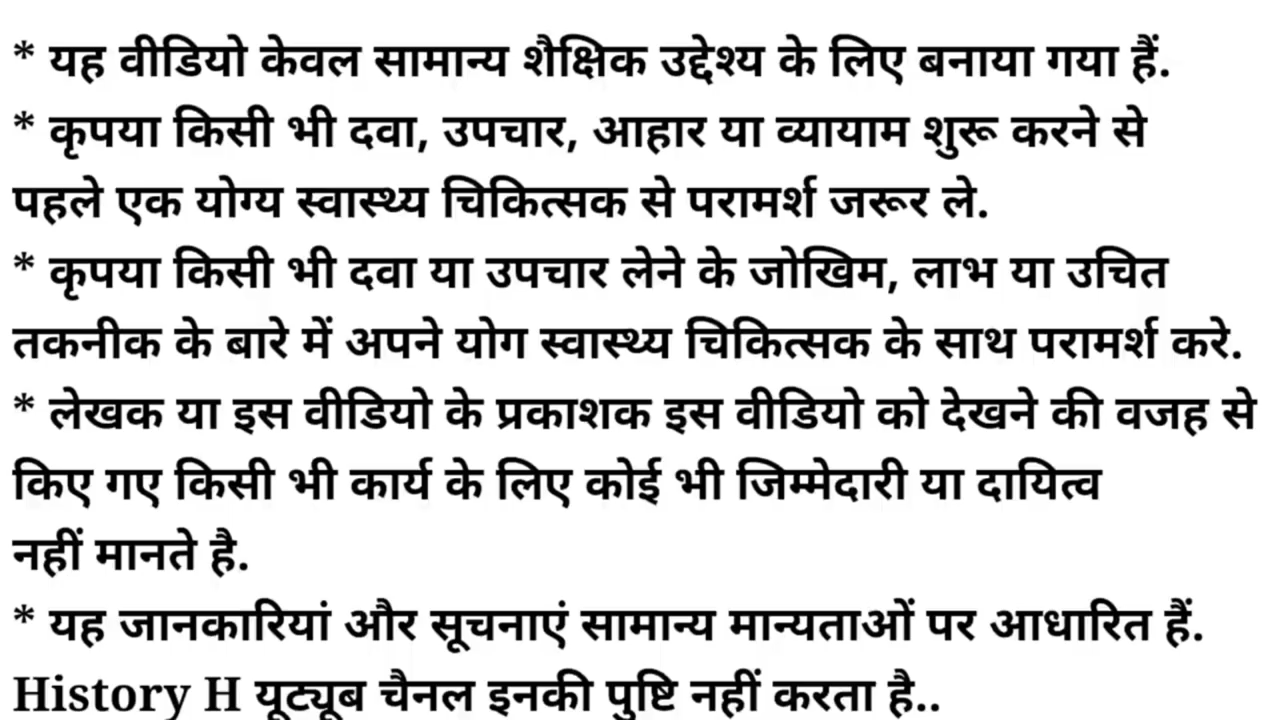 * यह वीडियो केवल सामान्य शैक्षिक उद्देश्य के लिए बनाया गया हैं.
* कृपया किसी भी दवा, उपचार, आहार या व्यायाम शुरू करने से
पहले एक योग्य स्वास्थ्य चिकित्सक से परामर्श जरूर ले.
* कृपया किसी भी दवा या उपचार लेने के जोखिम, लाभ या उचित
तकनीक के बारे में अपने योग स्वास्थ्य चिकित्सक के साथ परामर्श करे.
* लेखक या इस वीडियो के प्रकाशक इस वीडियो को देखने की वजह से
किए गए किसी भी कार्य के लिए कोई भी जिम्मेदारी या दायित्व
नहीं मानते है.
* यह जानकारियां और सूचनाएं सामान्य मान्यताओं पर आधारित हैं.
History H यूट्यूब चैनल इनकी पुष्टि नहीं करता है..